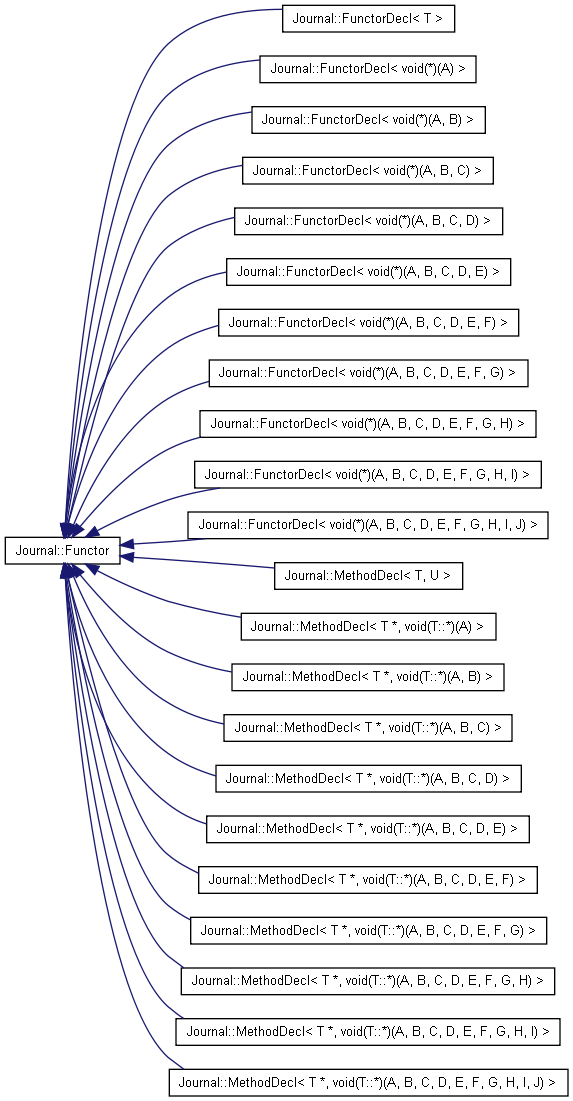 Journal::FunctorDecl< T >
Journal::FunctorDecl< void(*)(A) >
Journal::FunctorDecl< void(*)(A, B) >
Journal::FunctorDecl< void(*)(A, B, C) >
Journal::FunctorDecl< void(*)(A, B, C, D) >
Journal::FunctorDecl< void(*)(A, B, C, D, E) >
Journal::FunctorDecl< void(*)(A, B, C, D, E, F) >
Journal::FunctorDecl< void(*)(A, B, C, D, E, F, G) >
Journal::FunctorDecl< void(*)(A, B, C, D, E, F, G, H) >
Journal::FunctorDecl< void(*)(A, B, C, D, E, F, G, H, I) >
Journal::FunctorDecl< void(*)(A, B, C, D, E, F, G, H, I, J) >
Journal::Functor
Journal::MethodDecl< T, U >
Journal::MethodDecl< T *, void(T::*)(A) >
Journal::MethodDecl< T *, void(T::*)(A, B) >
Journal::MethodDecl< T *, void(T::*)(A, B, C) >
Journal::MethodDecl< T *, void(T::*)(A, B, C, D) >
Journal::MethodDecl< T *, void(T::*)(A, B, C, D, E) >
Journal::MethodDecl< T *, void(T::*)(A, B, C, D, E, F) >
Journal::MethodDecl< T *, void(T::*)(A, B, C, D, E, F, G) >
Journal::MethodDecl< T *, void(T::*)(A, B, C, D, E, F, G, H) >
Journal::MethodDecl< T *, void(T::*)(A, B, C, D, E, F, G, H, I) >
Journal::MethodDecl< T *, void(T::*)(A, B, C, D, E, F, G, H, I, J) >